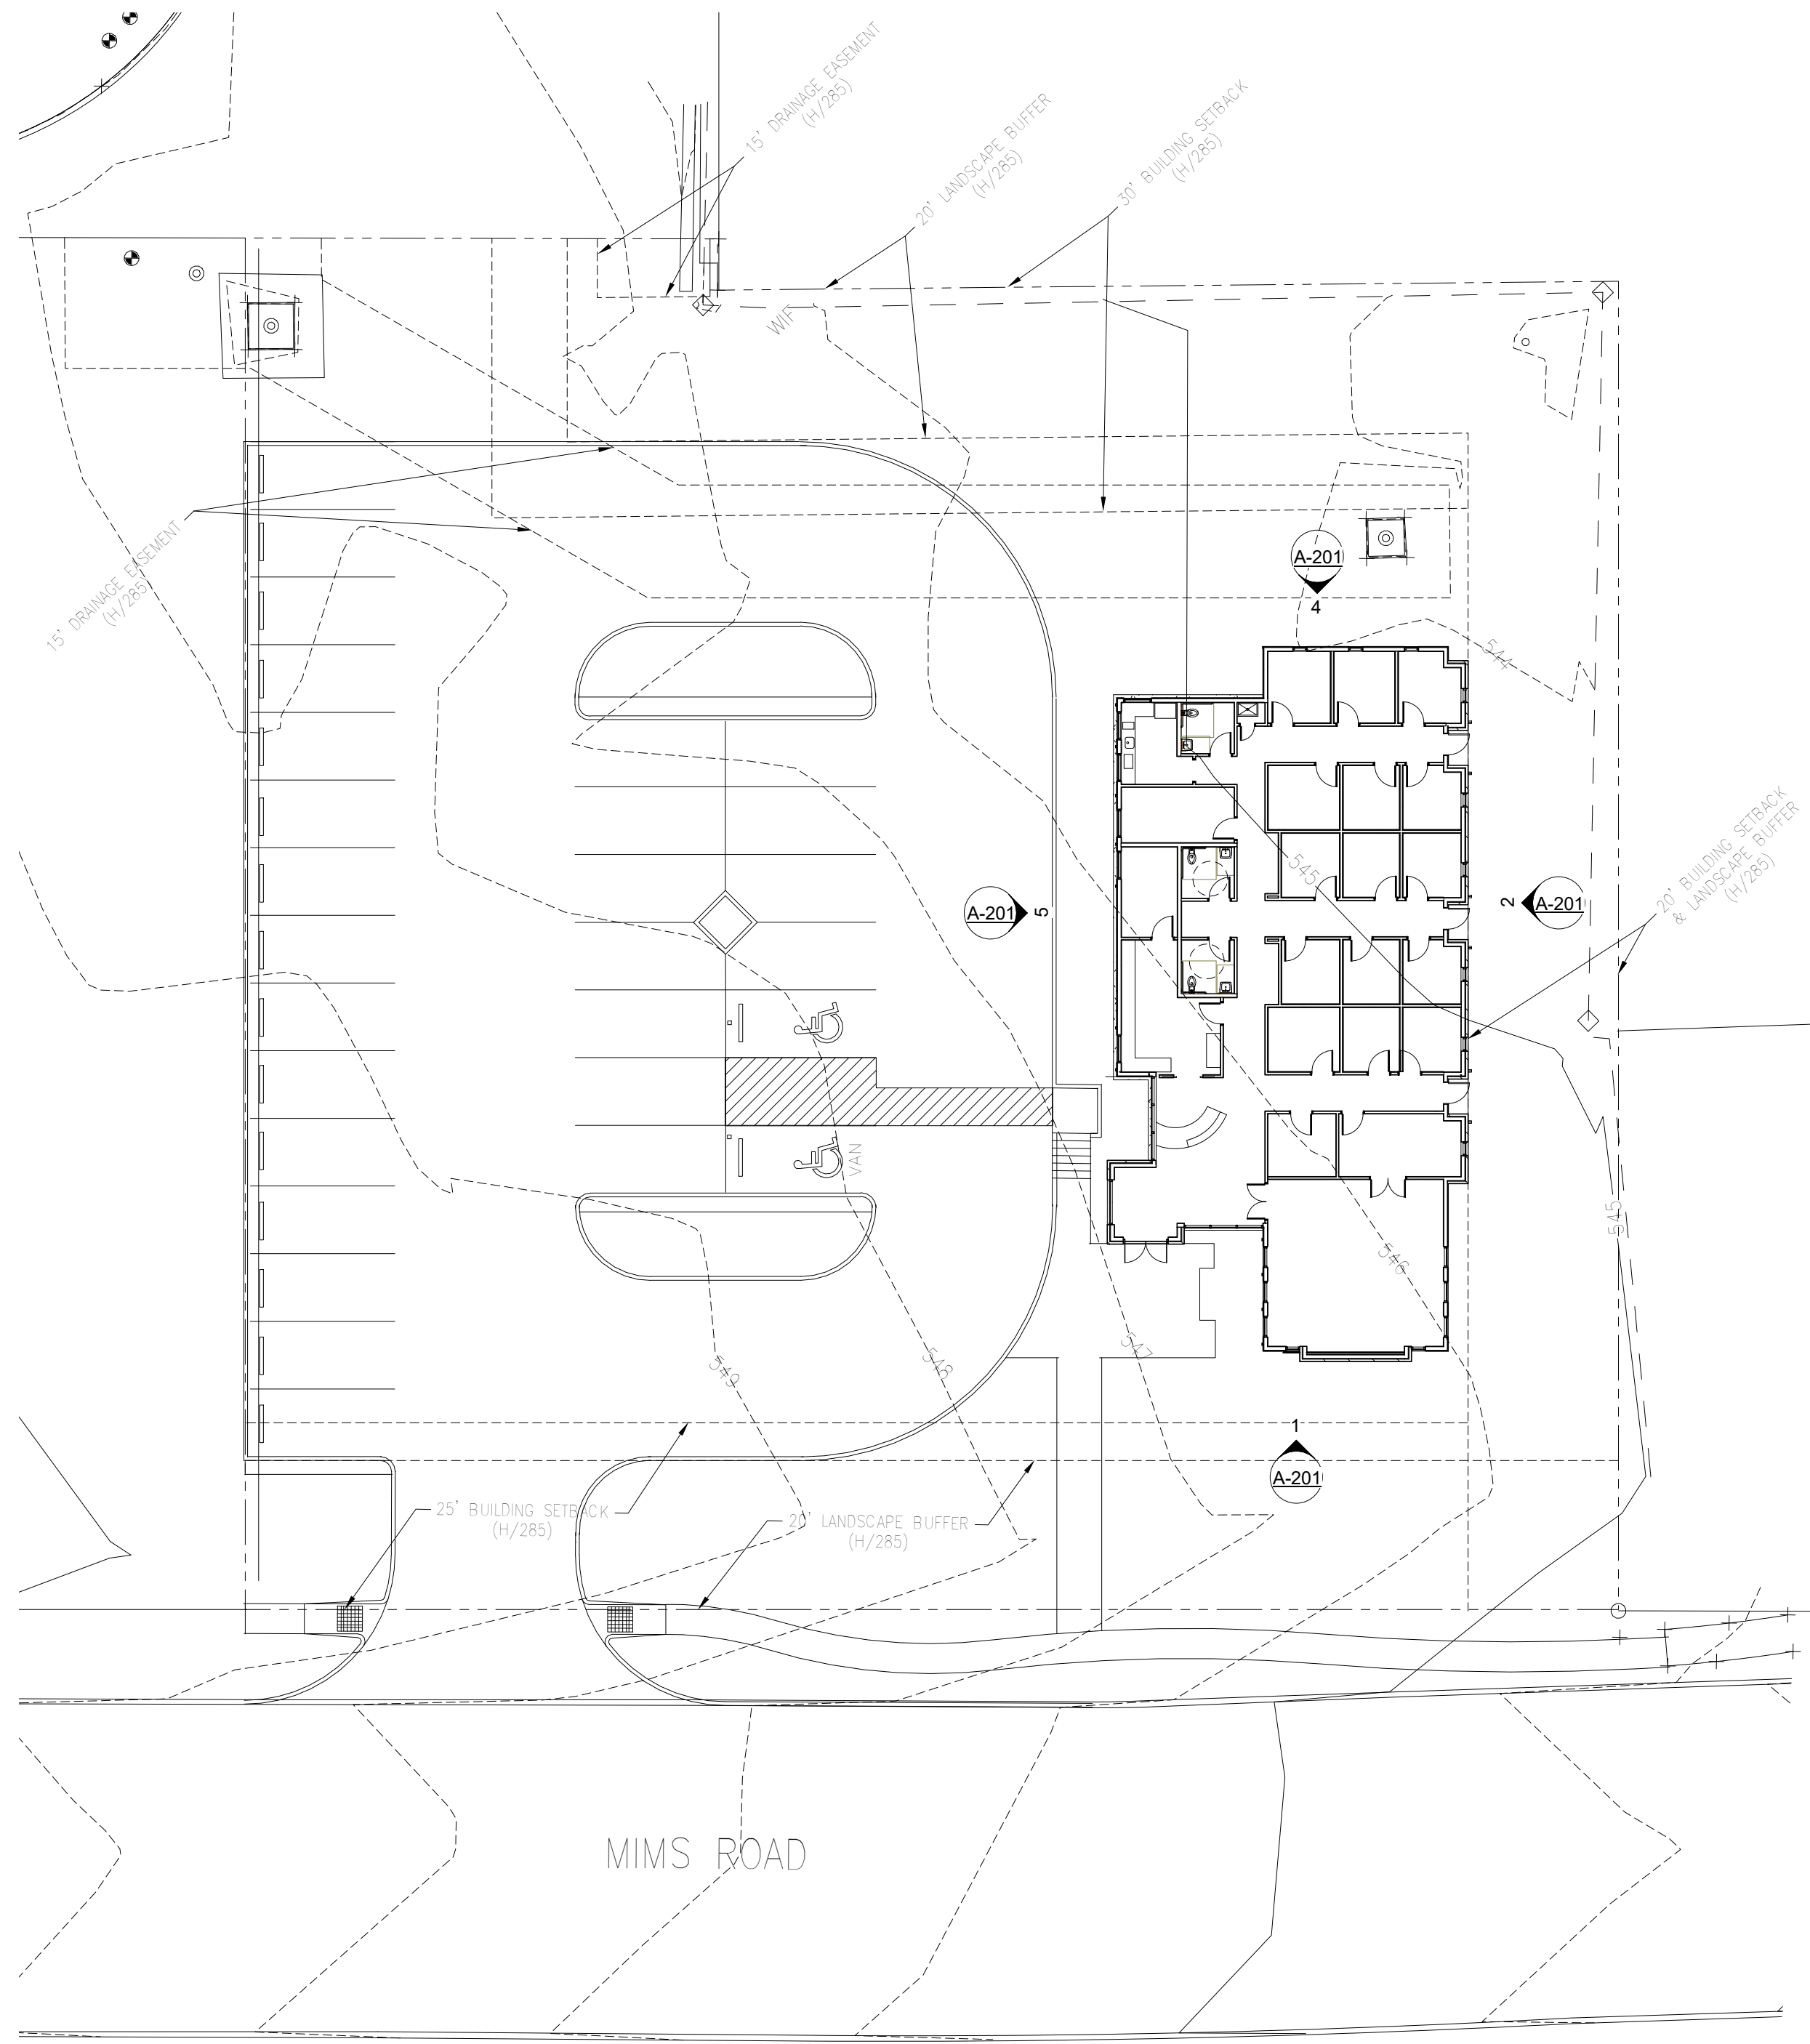 15' DRAINAGE EASEMENT
(H/285)
20' LANDSCAPE BUFFER
(H/285)
30' BUILDING SETBACK
(H/285)
WIF
15' DRAINAGE EASEMENT
(H/285)
A-201
4
544
545
A-201
5
2
A-201
20' BUILDING SETBACK
& LANDSCAPE BUFFER
(H/285)
VAN
545
546
547
548
549
1
A-201
25' BUILDING SETBACK
(H/285)
20' LANDSCAPE BUFFER
(H/285)
MIMS ROAD